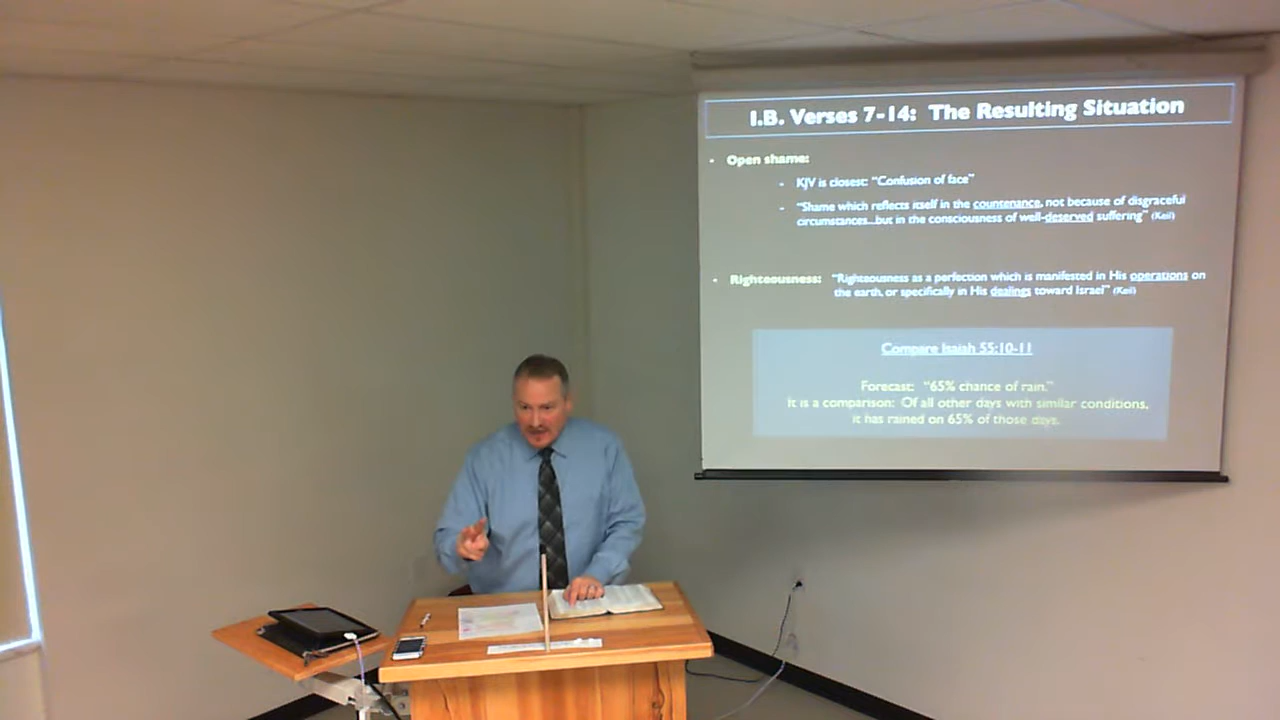 I.B. Verses 7-14: The Resulting Situation
• Open shame:
- KJV is closest: "Confusion of face"
- "Shame which reflects itself in the countenance, not because of disgraceful
circumstances...but in the consciousness of well-deserved suffering" (Keil)
• Righteousness: "Righteousness as a perfection which is manifested in His operations on
the earth, or specifically in His dealings toward Israel" (Keil)
Compare Isaiah 55:10-11
Forecast: "65% chance of rain."
It is a comparison: Of all other days with similar conditions,
it has rained on 65% of those days.